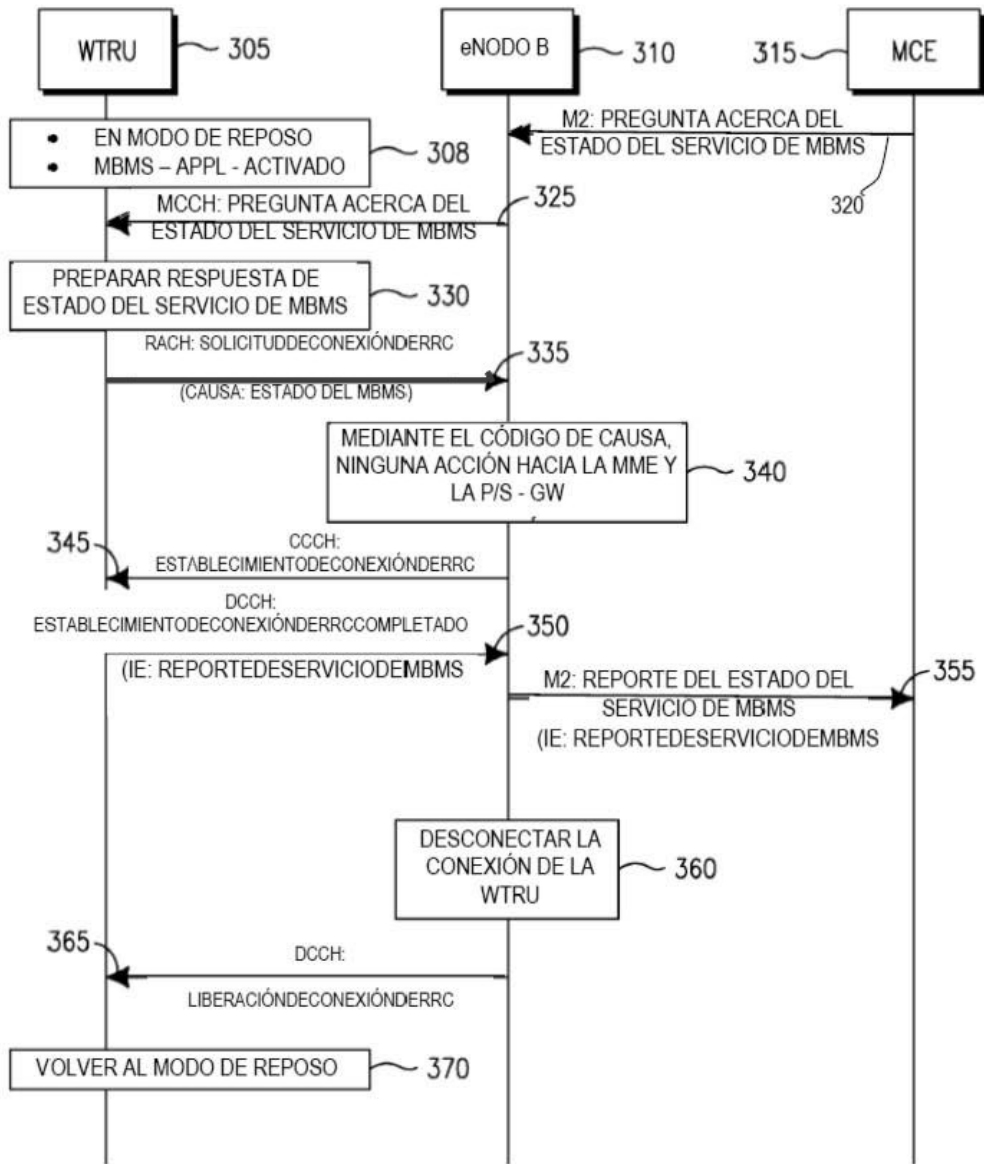 WTRU 305
eNODO B 310
315 MCE
M2: PREGUNTA ACERCA DEL
ESTADO DEL SERVICIO DE MBMS
320
• EN MODO DE REPOSO
• MBMS – APPL - ACTIVADO
308
MCCH: PREGUNTA ACERCA DEL
ESTADO DEL SERVICIO DE MBMS
325
PREPARAR RESPUESTA DE
ESTADO DEL SERVICIO DE MBMS
330
RACH: SOLICITUDDECONEXIÓNDERRC
335
(CAUSA: ESTADO DEL MBMS)
MEDIANTE EL CÓDIGO DE CAUSA,
NINGUNA ACCIÓN HACIA LA MME Y
LA P/S - GW
340
345
CCCH:
ESTABLECIMIENTODECONEXIÓNDERRC
DCCH:
ESTABLECIMIENTODECONEXIÓNDERRCCOMPLETADO
350
(IE: REPORTEDESERVICIODEMBMS
M2: REPORTE DEL ESTADO DEL
SERVICIO DE MBMS
355
(IE: REPORTEDESERVICIODEMBMS
DESCONECTAR LA
CONEXIÓN DE LA
WTRU
360
365
DCCH:
LIBERACIÓNDECONEXIÓNDERRC
VOLVER AL MODO DE REPOSO
370